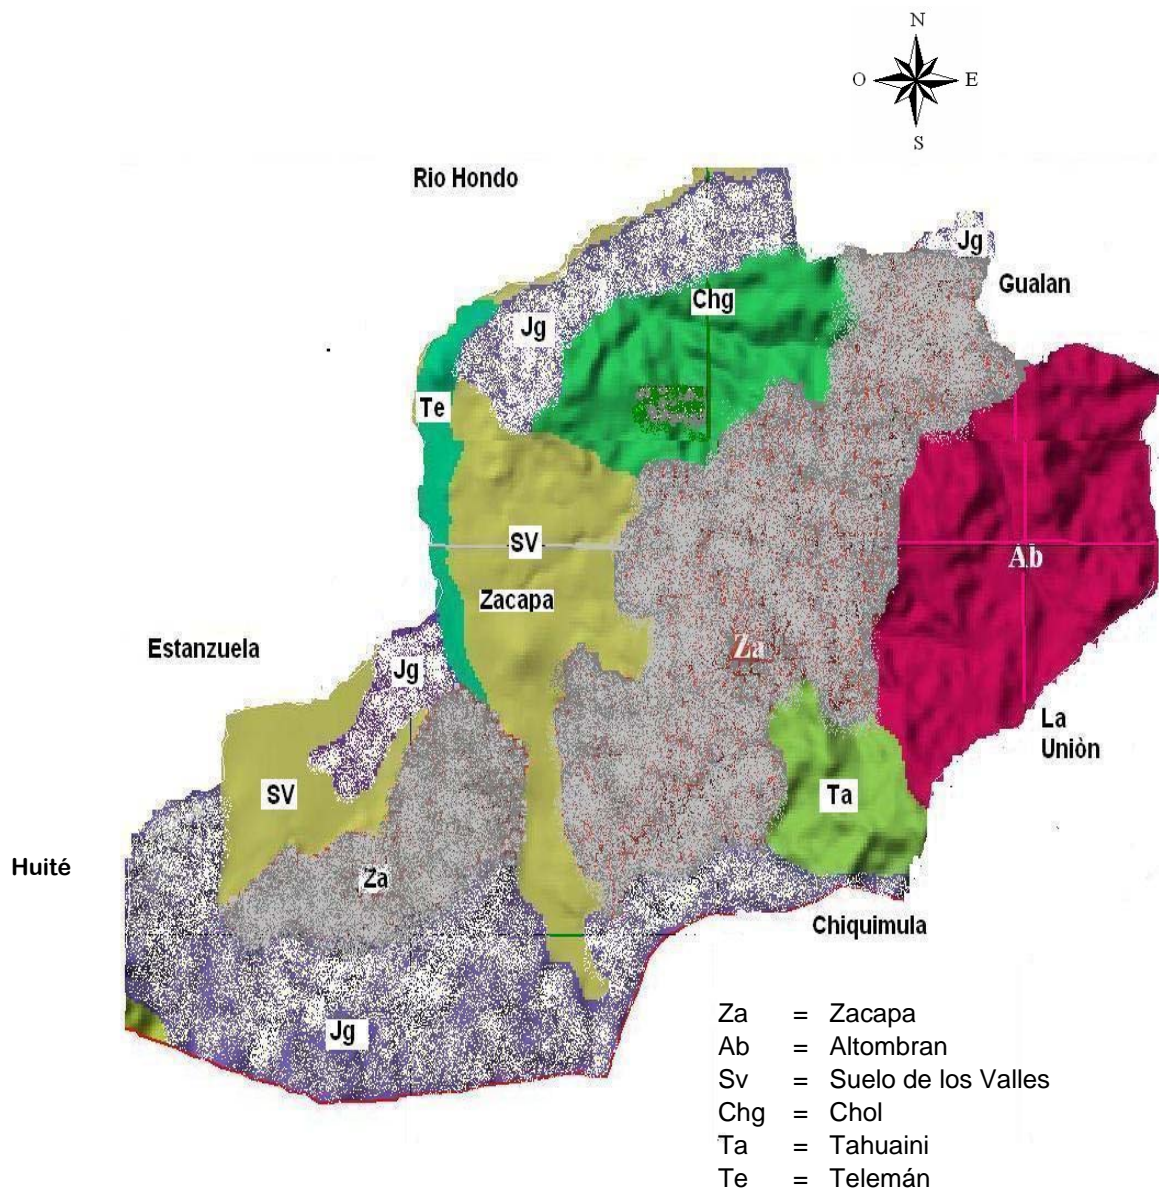 N
O E
S
Rio Hondo
Jg
Gualan
Chg
Jg
Te
SV
Ab
Zacapa
Estanzuela
Za
Jg
La
Uniòn
SV
Ta
Huité
Za
Chiquimula
Jg
Za = Zacapa
Ab = Altombran
Sv = Suelo de los Valles
Chg = Chol
Ta = Tahuaini
Te = Telemán